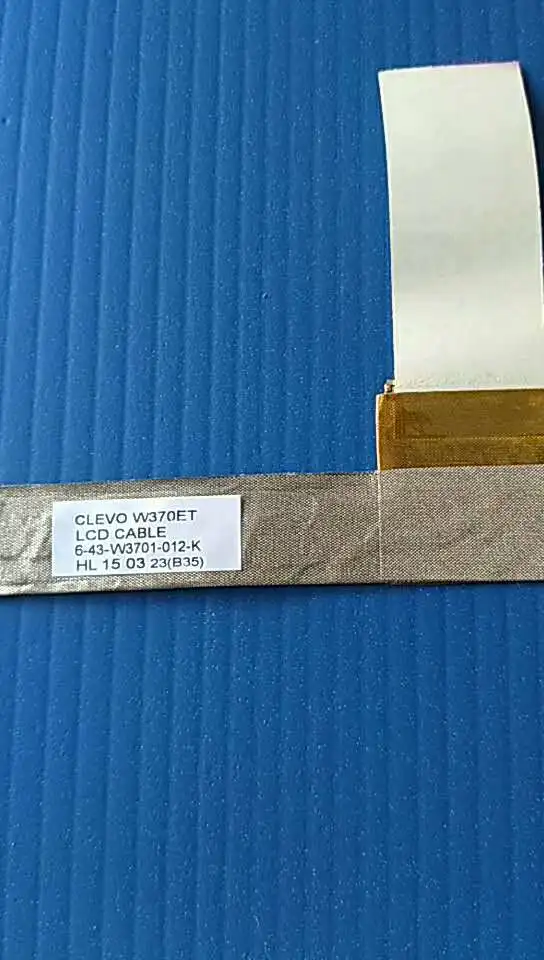 CLEVO W370ET
LCD CABLE
6-43-W3701-012-K
HL 15 03 23(B35)